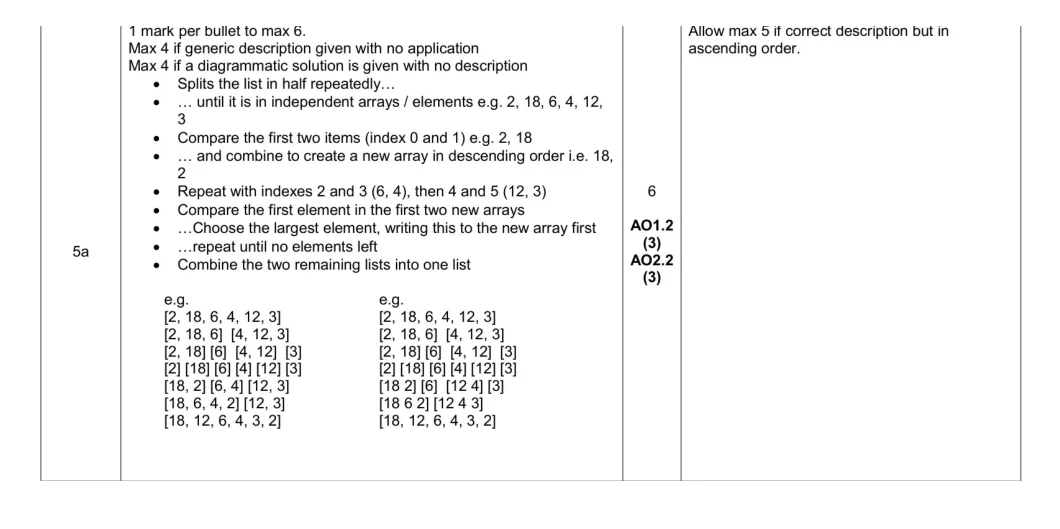 1 mark per bullet to max 6.
Max 4 if generic description given with no application
Max 4 if a diagrammatic solution is given with no description
• Splits the list in half repeatedly…
• … until it is in independent arrays / elements e.g. 2, 18, 6, 4, 12,
3
• Compare the first two items (index 0 and 1) e.g. 2, 18
• … and combine to create a new array in descending order i.e. 18,
2
• Repeat with indexes 2 and 3 (6, 4), then 4 and 5 (12, 3)
• Compare the first element in the first two new arrays
• …Choose the largest element, writing this to the new array first
• …repeat until no elements left
• Combine the two remaining lists into one list
e.g.
[2, 18, 6, 4, 12, 3]
[2, 18, 6] [4, 12, 3]
[2, 18] [6] [4, 12] [3]
[2] [18] [6] [4] [12] [3]
[18, 2] [6, 4] [12, 3]
[18, 6, 4, 2] [12, 3]
[18, 12, 6, 4, 3, 2]
e.g.
[2, 18, 6, 4, 12, 3]
[2, 18, 6] [4, 12, 3]
[2, 18] [6] [4, 12] [3]
[2] [18] [6] [4] [12] [3]
[18 2] [6] [12 4] [3]
[18 6 2] [12 4 3]
[18, 12, 6, 4, 3, 2]
5a
6
AO1.2
(3)
AO2.2
(3)
Allow max 5 if correct description but in
ascending order.